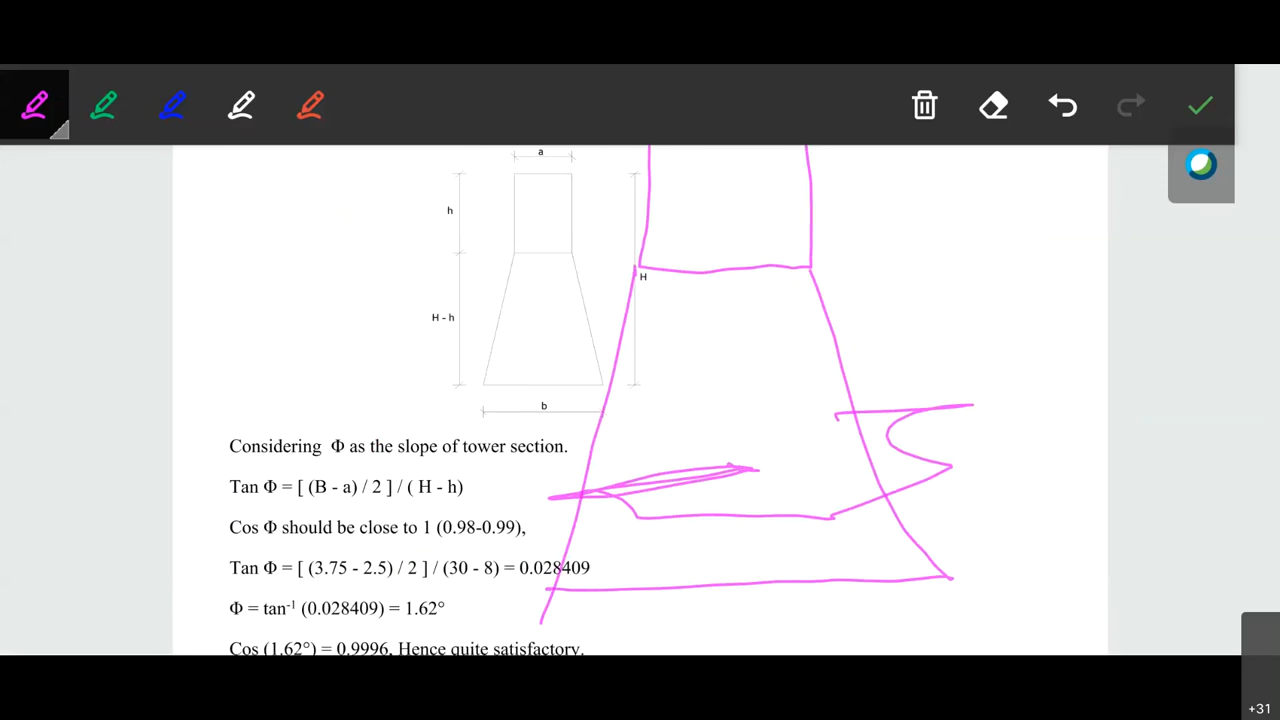 a
h
H
H - h
b
Considering Φ as the slope of tower section.
Tan Φ = [ (B - a) / 2 ] / ( H - h)
Cos Φ should be close to 1 (0.98-0.99),
Tan Φ = [ (3.75 - 2.5) / 2 ] / (30 - 8) = 0.028409
Φ = tan⁻¹ (0.028409) = 1.62°
Cos (1.62°) = 0.9996, Hence quite satisfactory.
+31